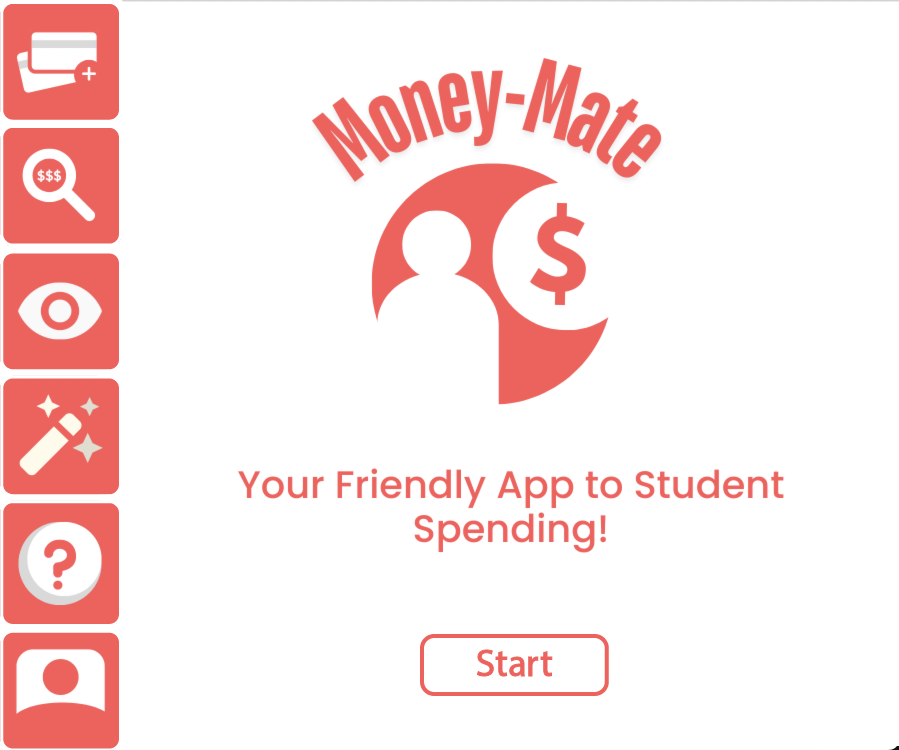 $$$
Money-Mate
$
Your Friendly App to Student
Spending!
?
Start